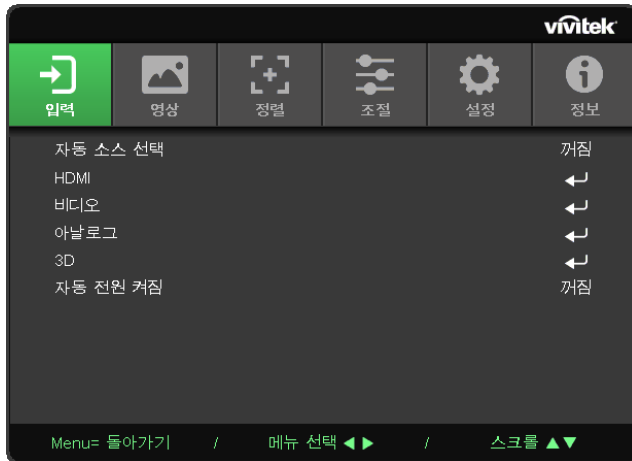 vivitek
입력 영상 정렬 조절 설정 정보
자동 소스 선택 꺼짐
HDMI
비디오
아날로그
3D
자동 전원 켜짐 꺼짐
Menu= 돌아가기 / 메뉴 선택 ◀ ▶ / 스크롤 ▲▼